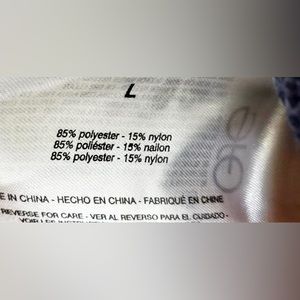 L
85% polyester - 15% nylon
85% poliéster - 15% nailon
85% polyester - 15% nylon
E IN CHINA - HECHO EN CHINA - FABRIQUÉ EN CHINE
REVERSE FOR CARE - VER AL REVERSO PARA EL CUIDADO -